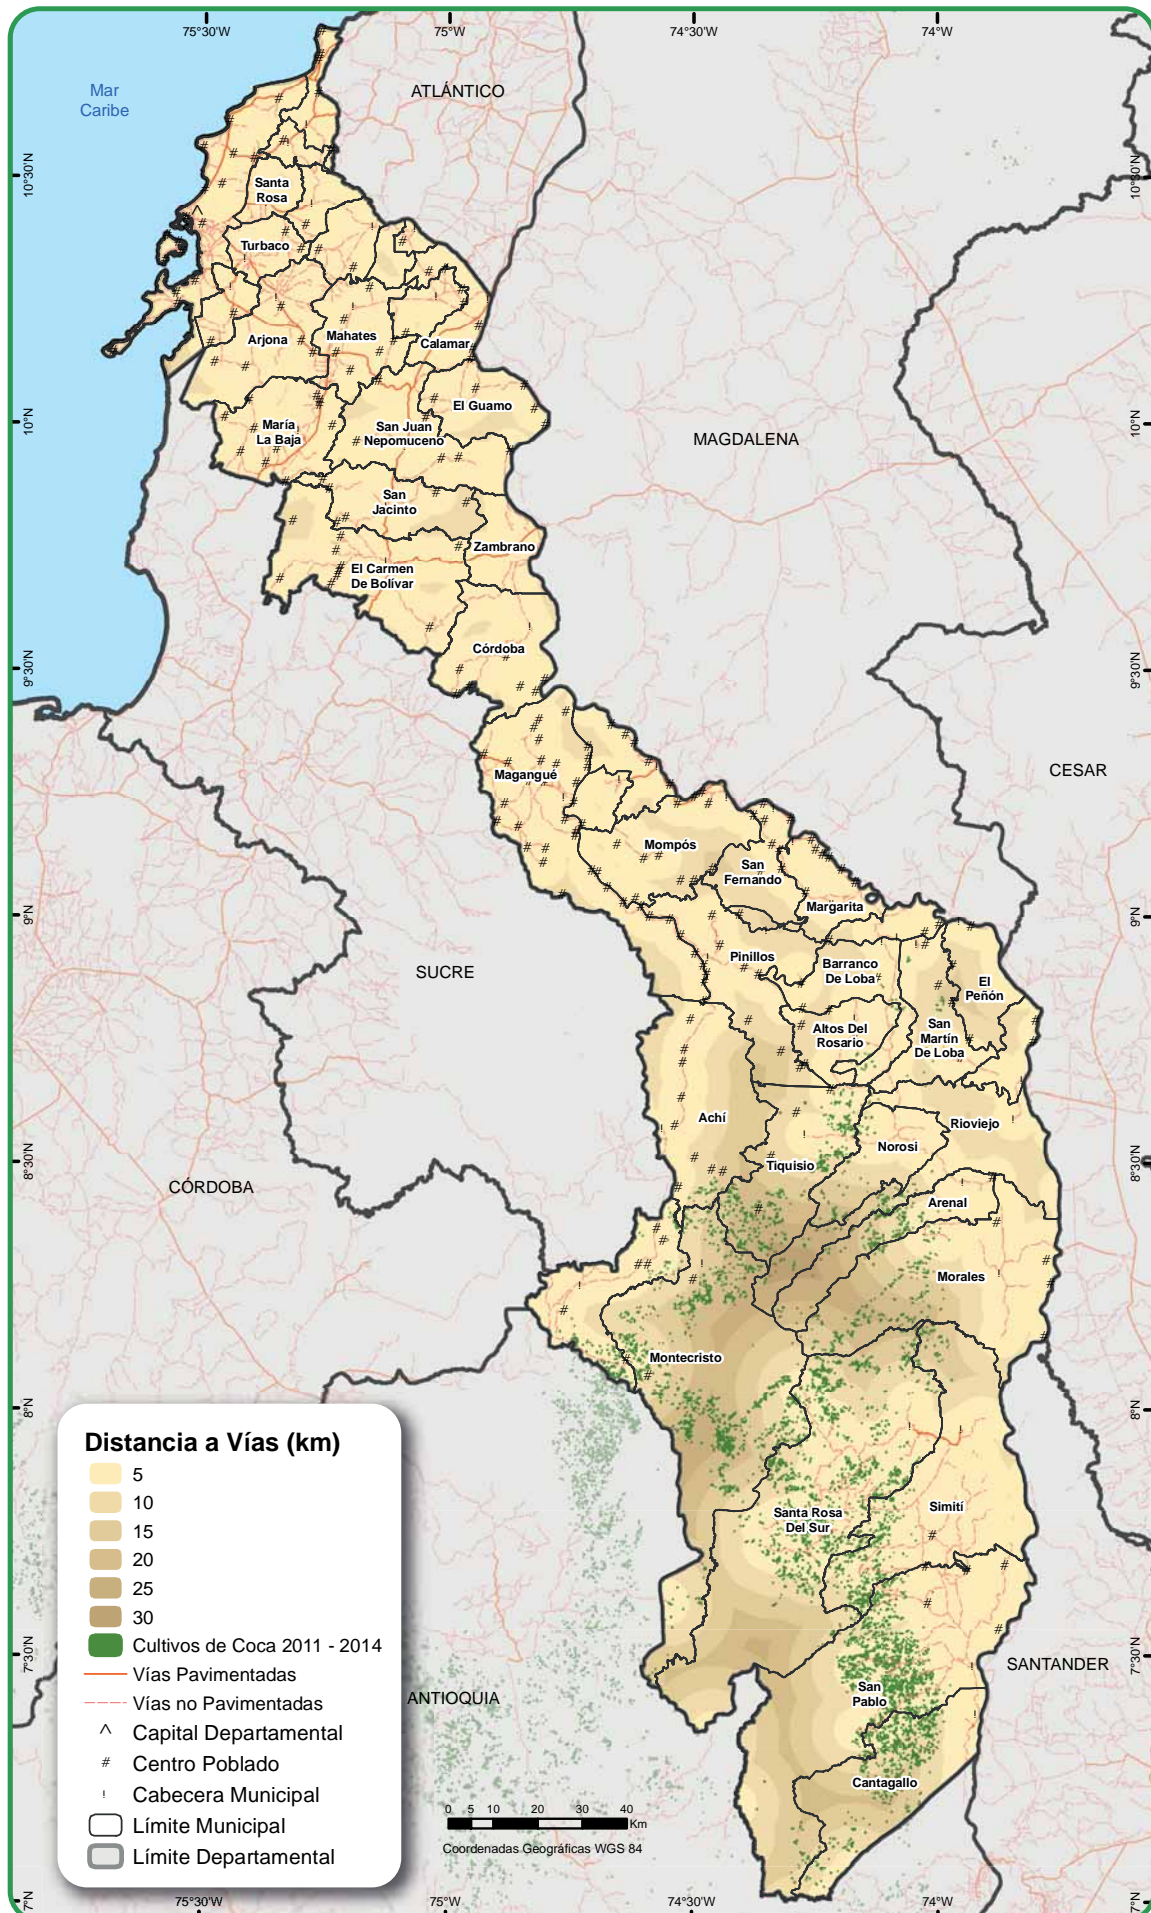 75°30'W
75°W
74°30'W
74°W
Mar
Caribe
ATLÁNTICO
10°30'N
10°30'N
Santa
Rosa
Turbaco
Arjona
Mahates
Calamar
El Guamo
10°N
10°N
María
La Baja
San Juan
Nepomuceno
MAGDALENA
San
Jacinto
Zambrano
El Carmen
De Bolívar
Córdoba
9°30'N
9°30'N
Magangué
CESAR
Mompós
San
Fernando
Margarita
9°N
9°N
Pinillos
Barranco
De Loba
El
Peñón
SUCRE
Altos Del
Rosario
San
Martín
De Loba
Achí
Rioviejo
Norosi
Tiquisio
8°30'N
8°30'N
CÓRDOBA
Arenal
Morales
Montecristo
8°N
8°N
Distancia a Vías (km)
5
10
15
20
25
30
Cultivos de Coca 2011 - 2014
Vías Pavimentadas
Vías no Pavimentadas
Capital Departamental
Centro Poblado
Cabecera Municipal
Límite Municipal
Límite Departamental
Simití
Santa Rosa
Del Sur
7°30'N
7°30'N
SANTANDER
ANTIOQUIA
San
Pablo
Cantagallo
0 5 10 20 30 40
Km
Coordenadas Geográficas WGS 84
7°N
7°N
75°30'W
75°W
74°30'W
74°W